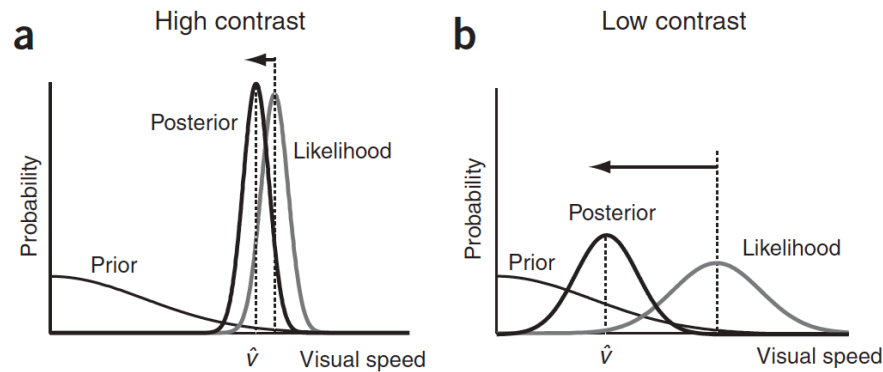 a
High contrast
Probability
Posterior
Likelihood
Prior
v̂
Visual speed
b
Low contrast
Probability
Posterior
Likelihood
Prior
v̂
Visual speed